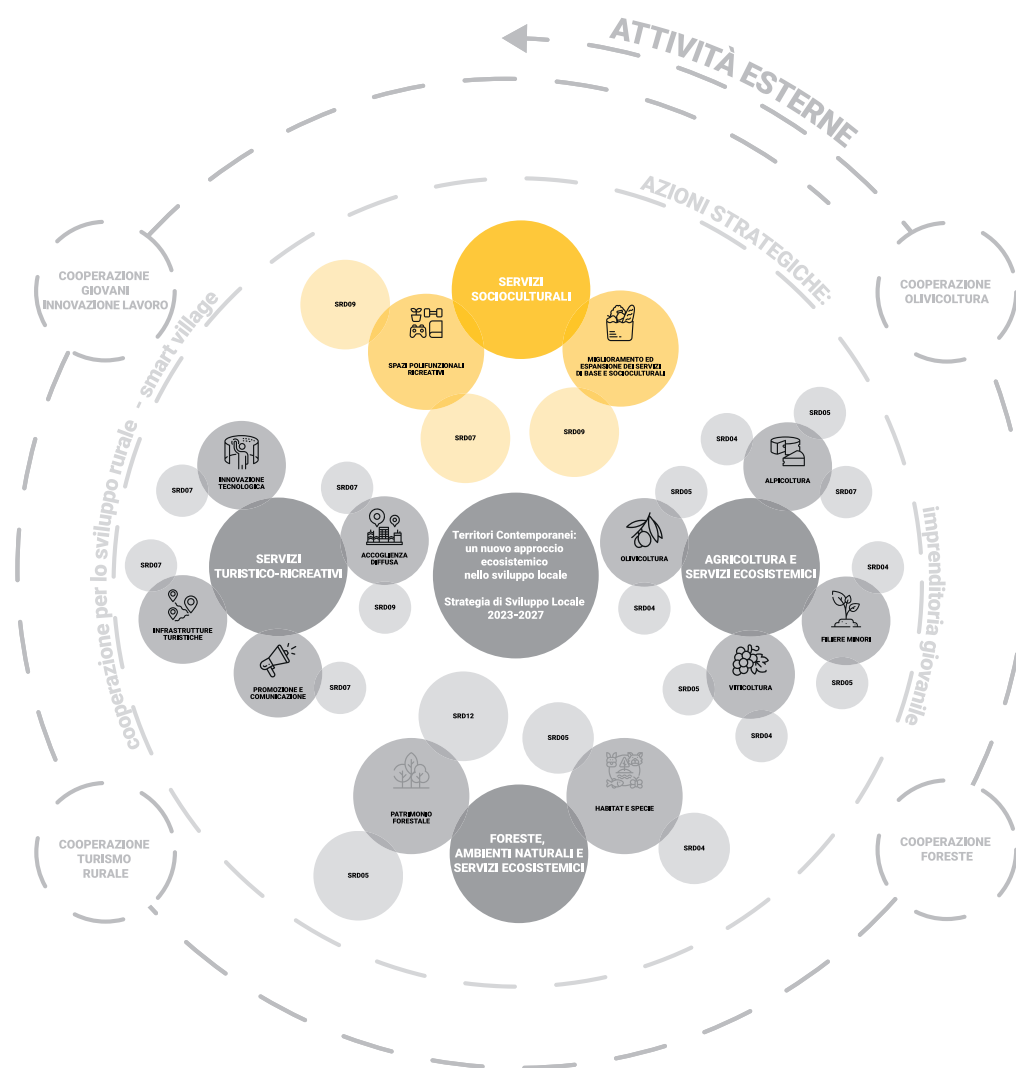 ATTIVITÀ ESTERNE
AZIONI STRATEGICHE:
imprenditoria giovanile
cooperazione per lo sviluppo rurale - smart village
COOPERAZIONE
GIOVANI
INNOVAZIONE LAVORO
COOPERAZIONE
OLIVICOLTURA
COOPERAZIONE
TURISMO
RURALE
COOPERAZIONE
FORESTE
SERVIZI
SOCIOCULTURALI
SRD09
SPAZI POLIFUNZIONALI
RICREATIVI
SRD07
MIGLIORAMENTO ED
ESPANSIONE DEI SERVIZI
DI BASE E SOCIOCULTURALI
SRD09
INNOVAZIONE
TECNOLOGICA
SRD07
SERVIZI
TURISTICO-RICREATIVI
SRD07
ACCOGLIENZA
DIFFUSA
SRD09
SRD07
INFRASTRUTTURE
TURISTICHE
PROMOZIONE E
COMUNICAZIONE
SRD07
Territori Contemporanei:
un nuovo approccio
ecosistemico
nello sviluppo locale
Strategia di Sviluppo Locale
2023-2027
AGRICOLTURA E
SERVIZI ECOSISTEMICI
SRD05
OLIVICOLTURA
SRD04
SRD04
SRD05
ALPICOLTURA
SRD07
SRD04
FILIERE MINORI
SRD05
SRD05
VITICOLTURA
SRD04
SRD12
PATRIMONIO
FORESTALE
SRD05
SRD05
HABITAT E SPECIE
SRD04
FORESTE,
AMBIENTI NATURALI E
SERVIZI ECOSISTEMICI